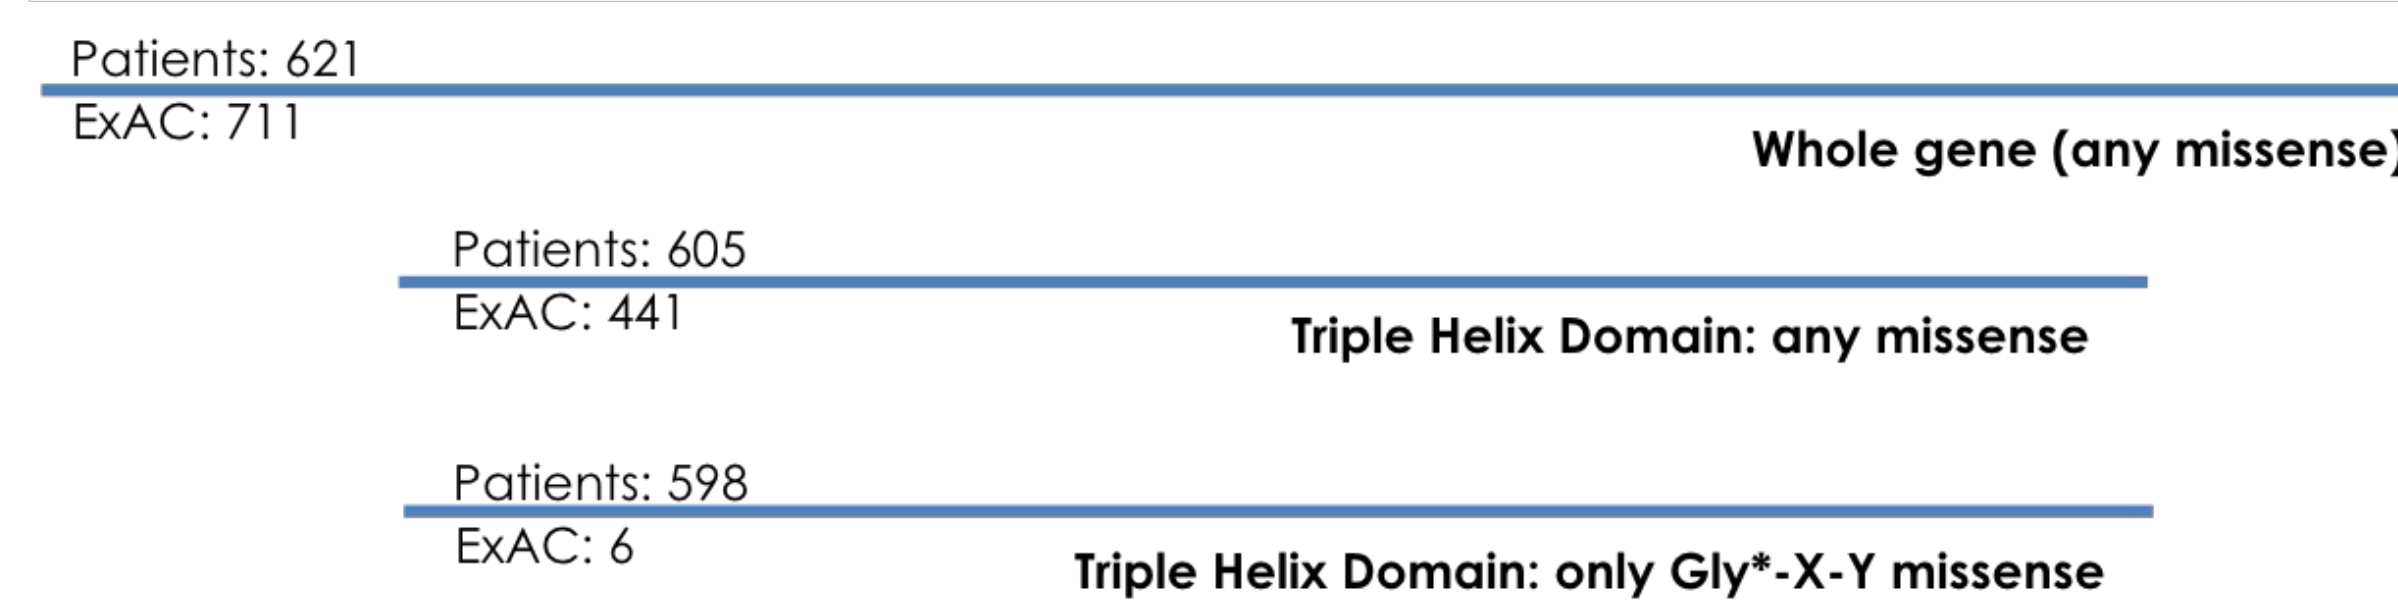 Patients: 621
ExAC: 711
Whole gene (any missense)
Patients: 605
ExAC: 441
Triple Helix Domain: any missense
Patients: 598
ExAC: 6
Triple Helix Domain: only Gly*-X-Y missense